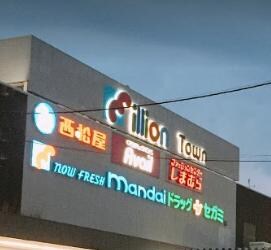 Million Town
西松屋
Avail
ファッションセンター
しまむら
NOW FRESH mandai ドラッグ セガミ